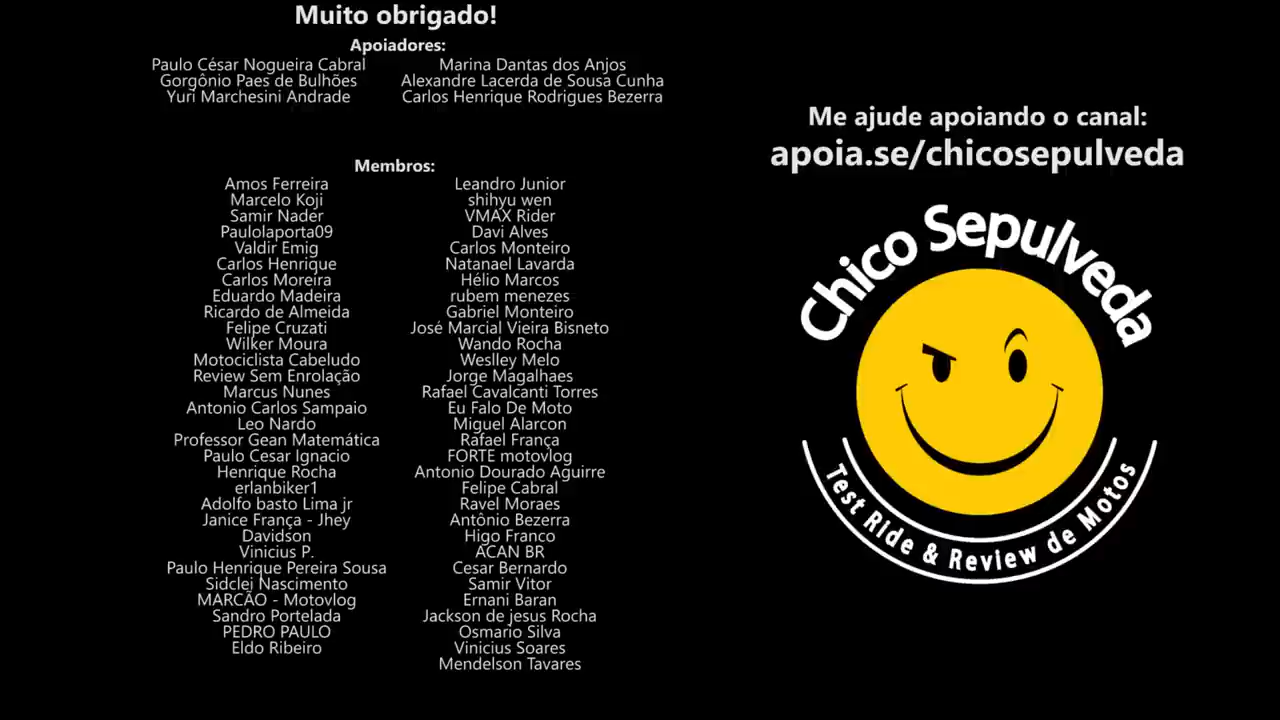 Muito obrigado!
Apoiadores:
Paulo César Nogueira Cabral
Gorgônio Paes de Bulhões
Yuri Marchesini Andrade
Marina Dantas dos Anjos
Alexandre Lacerda de Sousa Cunha
Carlos Henrique Rodrigues Bezerra
Membros:
Amos Ferreira
Marcelo Koji
Samir Nader
Paulolaporta09
Valdir Emig
Carlos Henrique
Carlos Moreira
Eduardo Madeira
Ricardo de Almeida
Felipe Cruzati
Wilker Moura
Motociclista Cabeludo
Review Sem Enrolação
Marcus Nunes
Antonio Carlos Sampaio
Leo Nardo
Professor Gean Matemática
Paulo Cesar Ignacio
Henrique Rocha
erlanbiker1
Adolfo basto Lima jr
Janice França - Jhey
Davidson
Vinicius P.
Paulo Henrique Pereira Sousa
Sidclei Nascimento
MARCÃO - Motovlog
Sandro Portelada
PEDRO PAULO
Eldo Ribeiro
Leandro Junior
shihyu wen
VMAX Rider
Davi Alves
Carlos Monteiro
Natanael Lavarda
Hélio Marcos
rubem menezes
Gabriel Monteiro
José Marcial Vieira Bisneto
Wando Rocha
Weslley Melo
Jorge Magalhaes
Rafael Cavalcanti Torres
Eu Falo De Moto
Miguel Alarcon
Rafael França
FORTE motovlog
Antonio Dourado Aguirre
Felipe Cabral
Ravel Moraes
Antônio Bezerra
Higo Franco
ACAN BR
Cesar Bernardo
Samir Vitor
Ernani Baran
Jackson de jesus Rocha
Osmario Silva
Vinicius Soares
Mendelson Tavares
Me ajude apoiando o canal:
apoia.se/chicosepulveda
Chico Sepulveda
Test Ride & Review de Motos